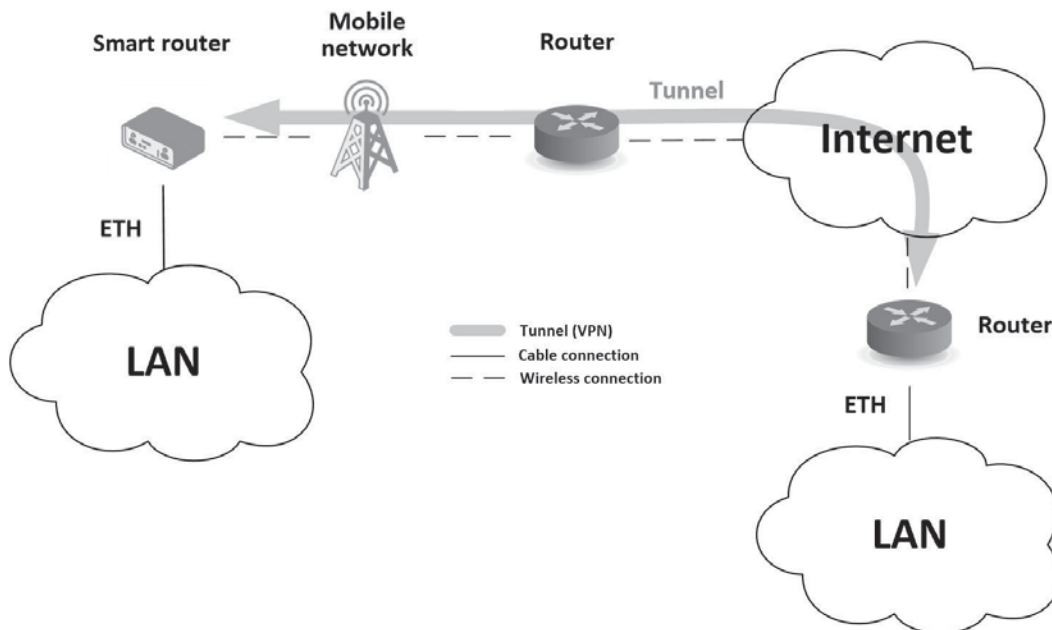 Smart router
Mobile
network
Router
Tunnel
Internet
ETH
LAN
Tunnel (VPN)
Cable connection
Wireless connection
Router
ETH
LAN